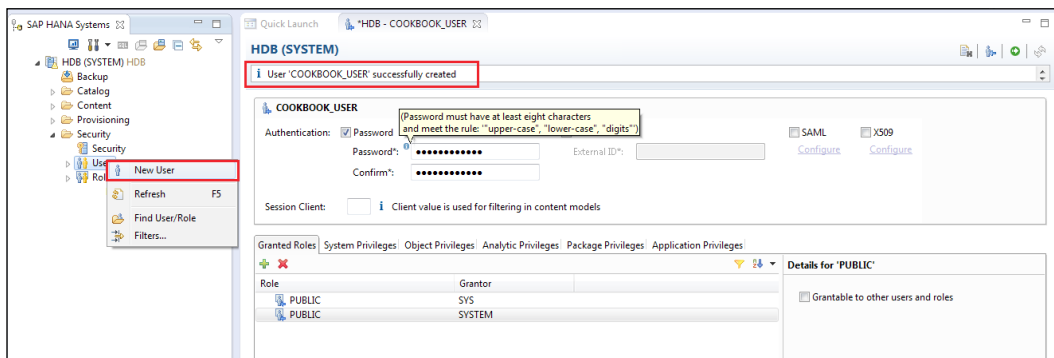 SAP HANA Systems
HDB (SYSTEM) HDB
Backup
Catalog
Content
Provisioning
Security
Security
Use
Rol
New User
Refresh F5
Find User/Role
Filters...
Quick Launch
*HDB - COOKBOOK_USER
HDB (SYSTEM)
i User 'COOKBOOK_USER' successfully created
COOKBOOK_USER
(Password must have at least eight characters
and meet the rule: '"upper-case", "lower-case", "digits"')
Authentication: Password SAML X509
Password*: ●●●●●●●●●●●● External ID*: Configure Configure
Confirm*: ●●●●●●●●●●●●
Session Client: i Client value is used for filtering in content models
Granted Roles System Privileges Object Privileges Analytic Privileges Package Privileges Application Privileges
Details for 'PUBLIC'
Role Grantor
PUBLIC SYS
PUBLIC SYSTEM
Grantable to other users and roles